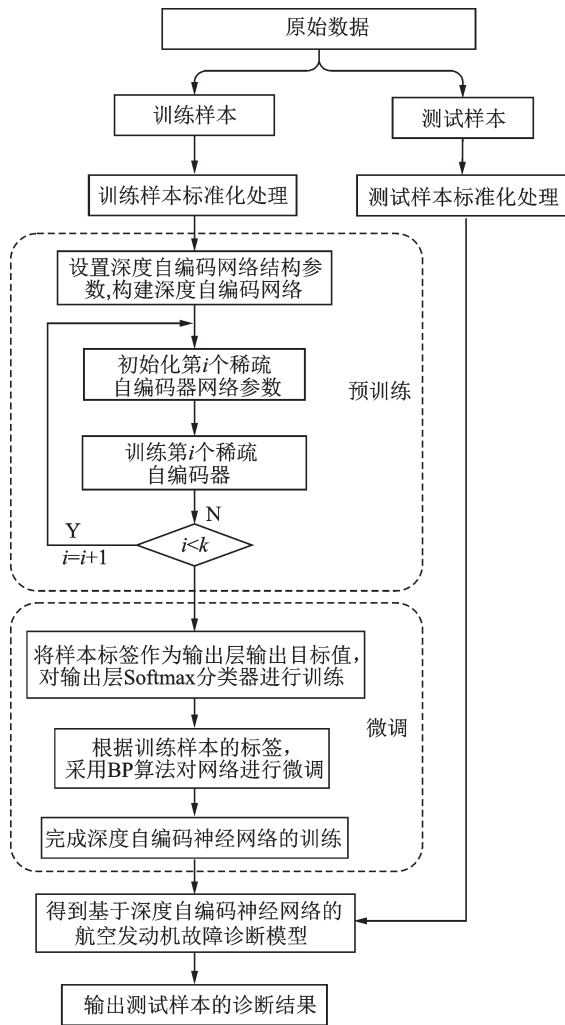 原始数据
训练样本
测试样本
训练样本标准化处理
测试样本标准化处理
设置深度自编码网络结构参
数,构建深度自编码网络
初始化第i个稀疏
自编码器网络参数
预训练
训练第i个稀疏
自编码器
N
Y
i<k
i=i+1
将样本标签作为输出层输出目标值，
对输出层Softmax分类器进行训练
微调
根据训练样本的标签，
采用BP算法对网络进行微调
完成深度自编码神经网络的训练
得到基于深度自编码神经网络的
航空发动机故障诊断模型
输出测试样本的诊断结果